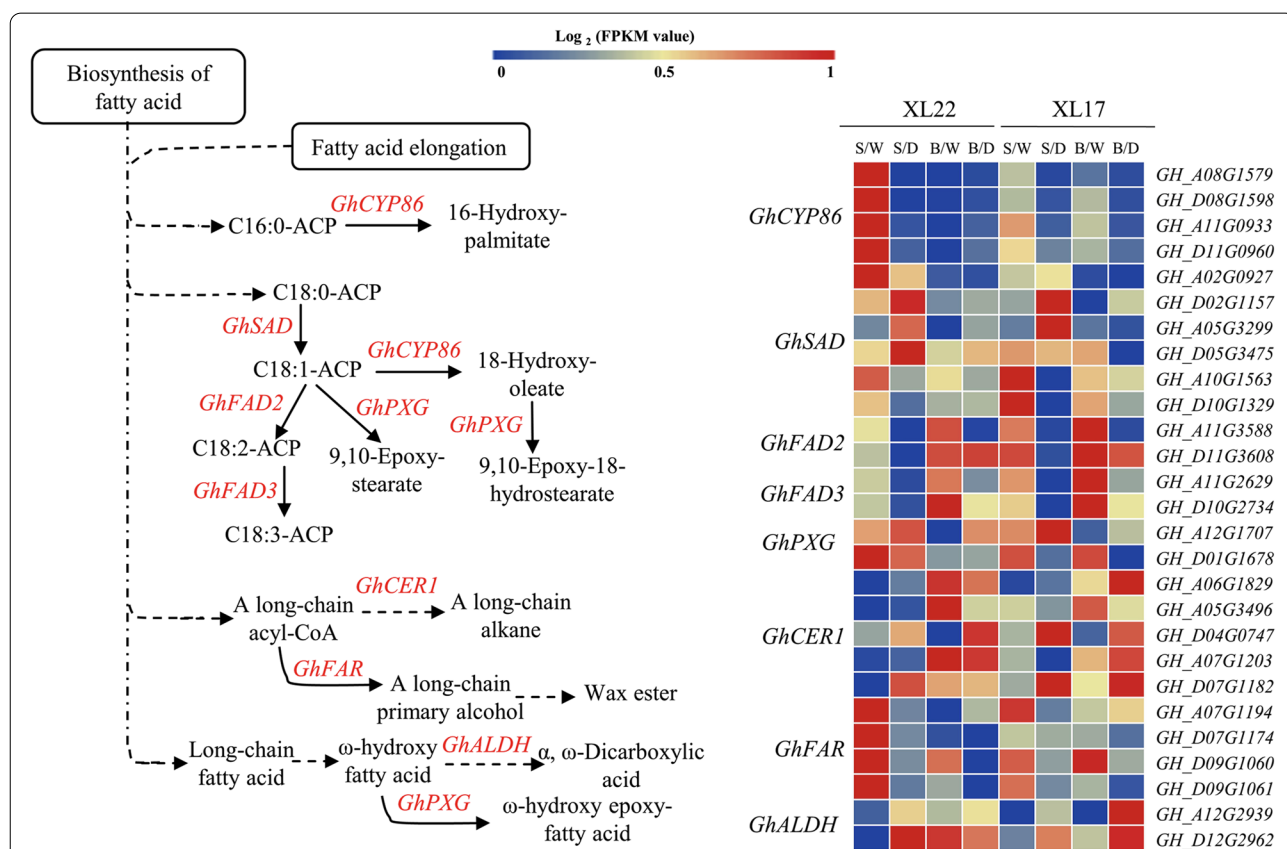 Log 2 (FPKM value)
0 0.5 1
Biosynthesis of
fatty acid
Fatty acid elongation
C16:0-ACP
GhCYP86
16-Hydroxy-
palmitate
C18:0-ACP
GhSAD
C18:1-ACP
GhCYP86
18-Hydroxy-
oleate
GhFAD2
GhPXG
GhPXG
C18:2-ACP
9,10-Epoxy-
stearate
9,10-Epoxy-18-
hydrostearate
GhFAD3
C18:3-ACP
A long-chain
acyl-CoA
GhCER1
A long-chain
alkane
GhFAR
A long-chain
primary alcohol
Wax ester
Long-chain
fatty acid
ω-hydroxy
fatty acid
GhALDH
α, ω-Dicarboxylic
acid
GhPXG
ω-hydroxy epoxy-
fatty acid
XL22 XL17
S/W S/D B/W B/D S/W S/D B/W B/D
GhCYP86
GhSAD
GhFAD2
GhFAD3
GhPXG
GhCER1
GhFAR
GhALDH
GH_A08G1579
GH_D08G1598
GH_A11G0933
GH_D11G0960
GH_A02G0927
GH_D02G1157
GH_A05G3299
GH_D05G3475
GH_A10G1563
GH_D10G1329
GH_A11G3588
GH_D11G3608
GH_A11G2629
GH_D10G2734
GH_A12G1707
GH_D01G1678
GH_A06G1829
GH_A05G3496
GH_D04G0747
GH_A07G1203
GH_D07G1182
GH_A07G1194
GH_D07G1174
GH_D09G1060
GH_D09G1061
GH_A12G2939
GH_D12G2962